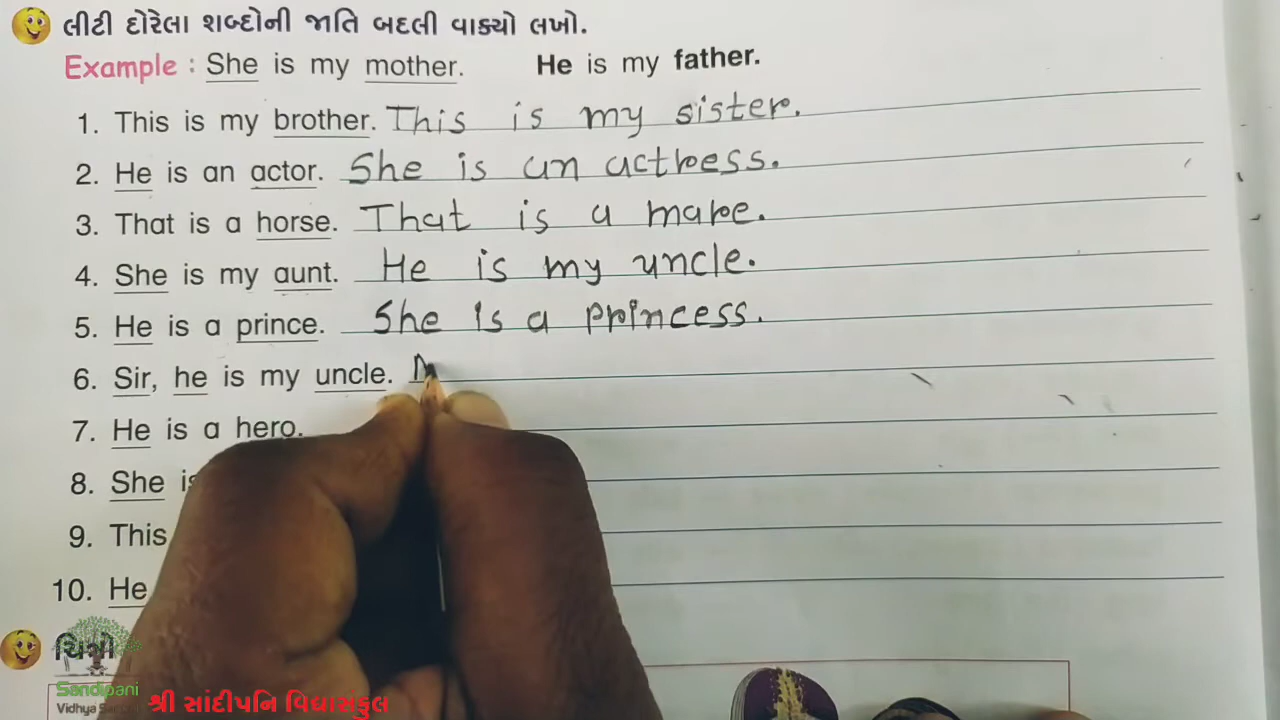 લીટી દોરેલા શબ્દોની જાતિ બદલી વાક્યો લખો.
Example : She is my mother. He is my father.
1. This is my brother. This is my sister.
2. He is an actor. She is an actress.
3. That is a horse. That is a mare.
4. She is my aunt. He is my uncle.
5. He is a prince. She is a princess.
6. Sir, he is my uncle.
7. He is a hero.
8. She is
9. This
10. He
ચિત્રો
Sandipani
Vidhya
શ્રી સાંદીપનિ વિદ્યાસંકુલ